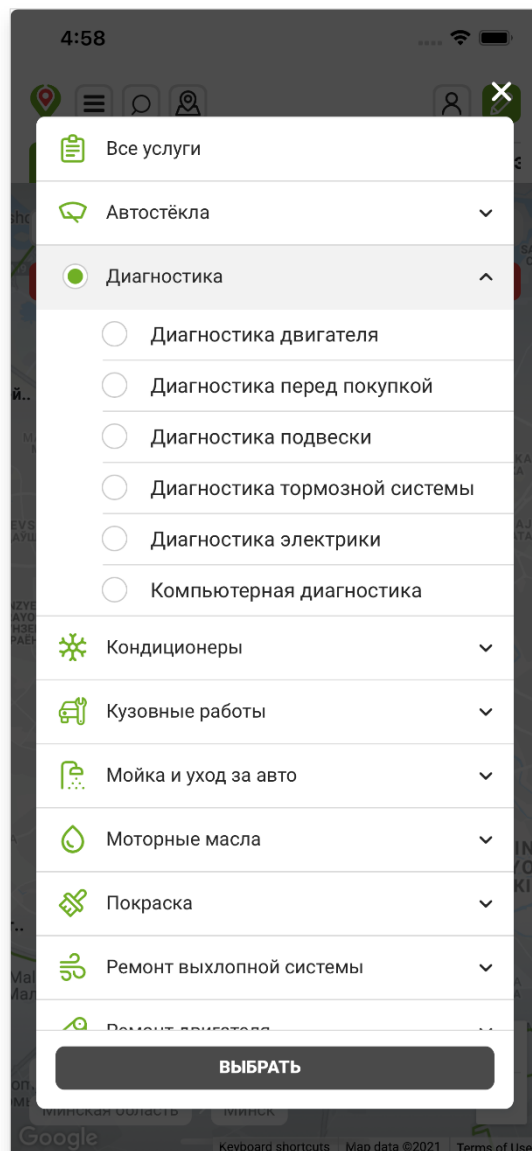 4:58
Все услуги
Автостёкла
Диагностика
Диагностика двигателя
Диагностика перед покупкой
Диагностика подвески
Диагностика тормозной системы
Диагностика электрики
Компьютерная диагностика
Кондиционеры
Кузовные работы
Мойка и уход за авто
Моторные масла
Покраска
Ремонт выхлопной системы
Ремонт двигателя
ВЫБРАТЬ
Минская область
Минск
Google
Keyboard shortcuts Map data ©2021 Terms of Use